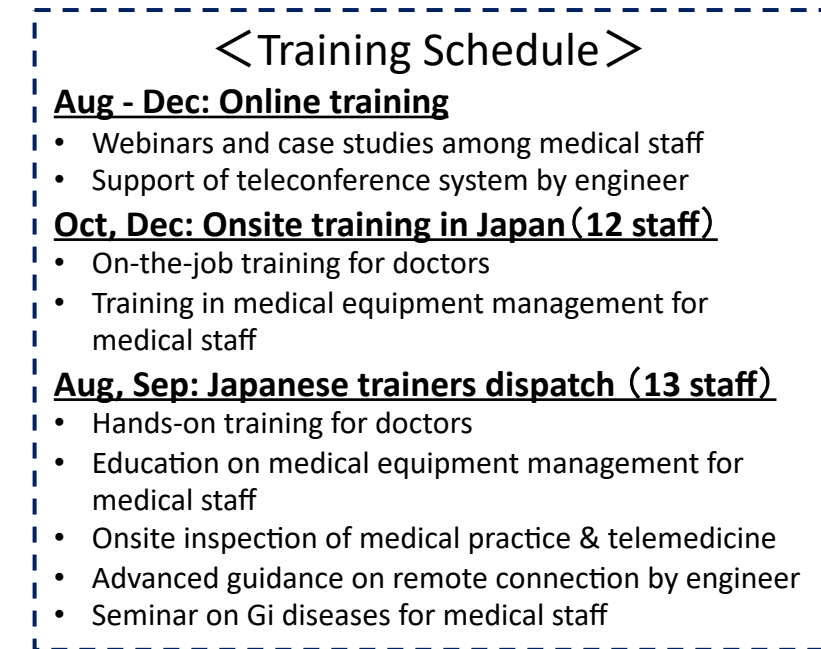 ＜Training Schedule＞
Aug - Dec: Online training
• Webinars and case studies among medical staff
• Support of teleconference system by engineer
Oct, Dec: Onsite training in Japan（12 staff）
• On-the-job training for doctors
• Training in medical equipment management for
medical staff
Aug, Sep: Japanese trainers dispatch（13 staff）
• Hands-on training for doctors
• Education on medical equipment management for
medical staff
• Onsite inspection of medical practice & telemedicine
• Advanced guidance on remote connection by engineer
• Seminar on Gi diseases for medical staff